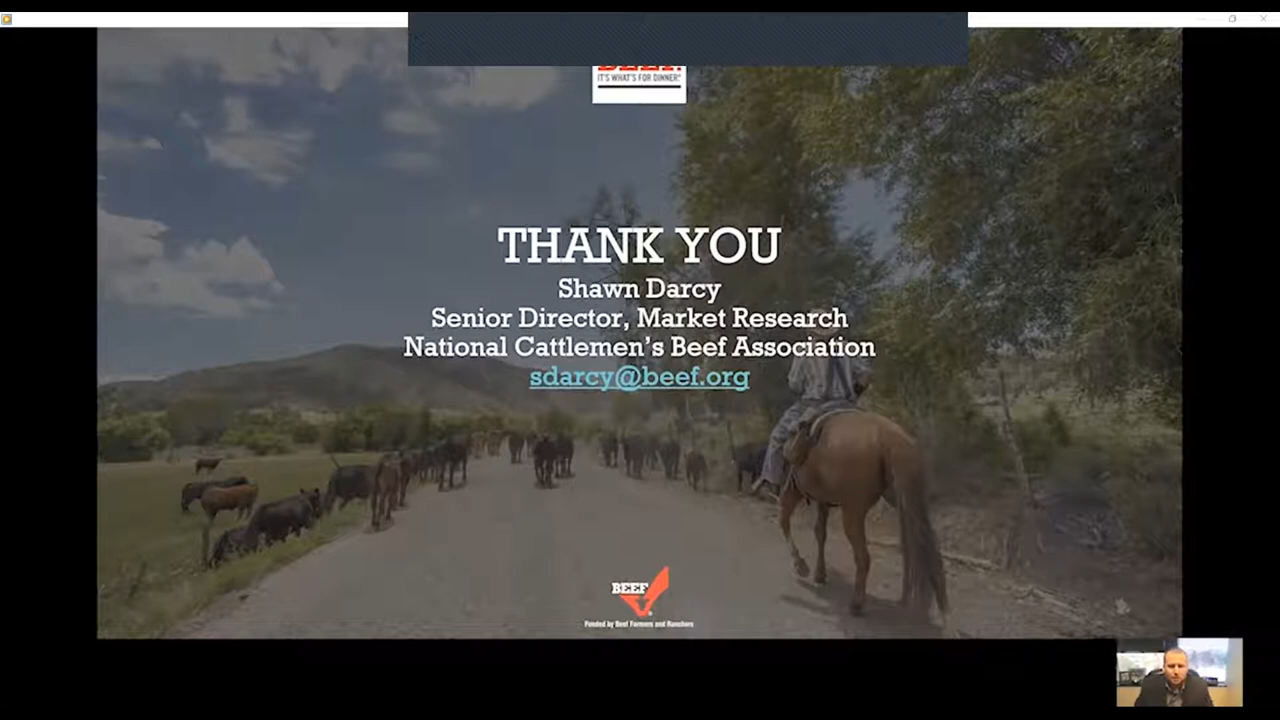 BEEF.
IT'S WHAT'S FOR DINNER.®
THANK YOU
Shawn Darcy
Senior Director, Market Research
National Cattlemen's Beef Association
sdarcy@beef.org
BEEF
Funded by Beef Farmers and Ranchers